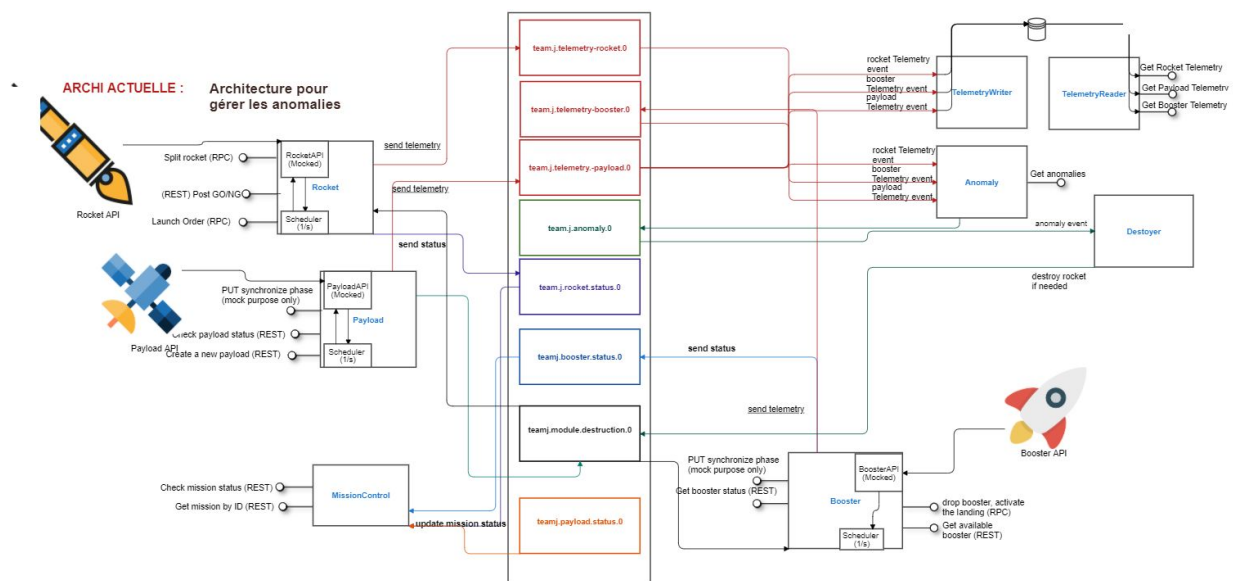 ARCHI ACTUELLE :
Architecture pour
gérer les anomalies
Rocket API
Split rocket (RPC)
(REST) Post GO/NG
Launch Order (RPC)
RocketAPI
(Mocked)
Rocket
Scheduler
(1/s)
send telemetry
send telemetry
send status
Payload API
PUT synchronize phase
(mock purpose only)
Check payload status (REST)
Create a new payload (REST)
PayloadAPI
(Mocked)
Payload
Scheduler
(1/s)
Check mission status (REST)
Get mission by ID (REST)
MissionControl
update mission status
team.j.telemetry-rocket.0
team.j.telemetry-booster.0
team.j.telemetry.-payload.0
team.j.anomaly.0
team.j.rocket.status.0
teamj.booster.status.0
teamj.module.destruction.0
teamj.payload.status.0
rocket Telemetry
event
booster
Telemetry event
payload
Telemetry event
TelemetryWriter
TelemetryReader
Get Rocket Telemetry
Get Payload Telemetry
Get Booster Telemetry
rocket Telemetry
event
booster
Telemetry event
payload
Telemetry event
Anomaly
Get anomalies
anomaly event
Destoyer
destroy rocket
if needed
send status
send telemetry
PUT synchronize phase
(mock purpose only)
Get booster status (REST)
BoosterAPI
(Mocked)
Booster
Scheduler
(1/s)
Booster API
drop booster, activate
the landing (RPC)
Get available
booster (REST)